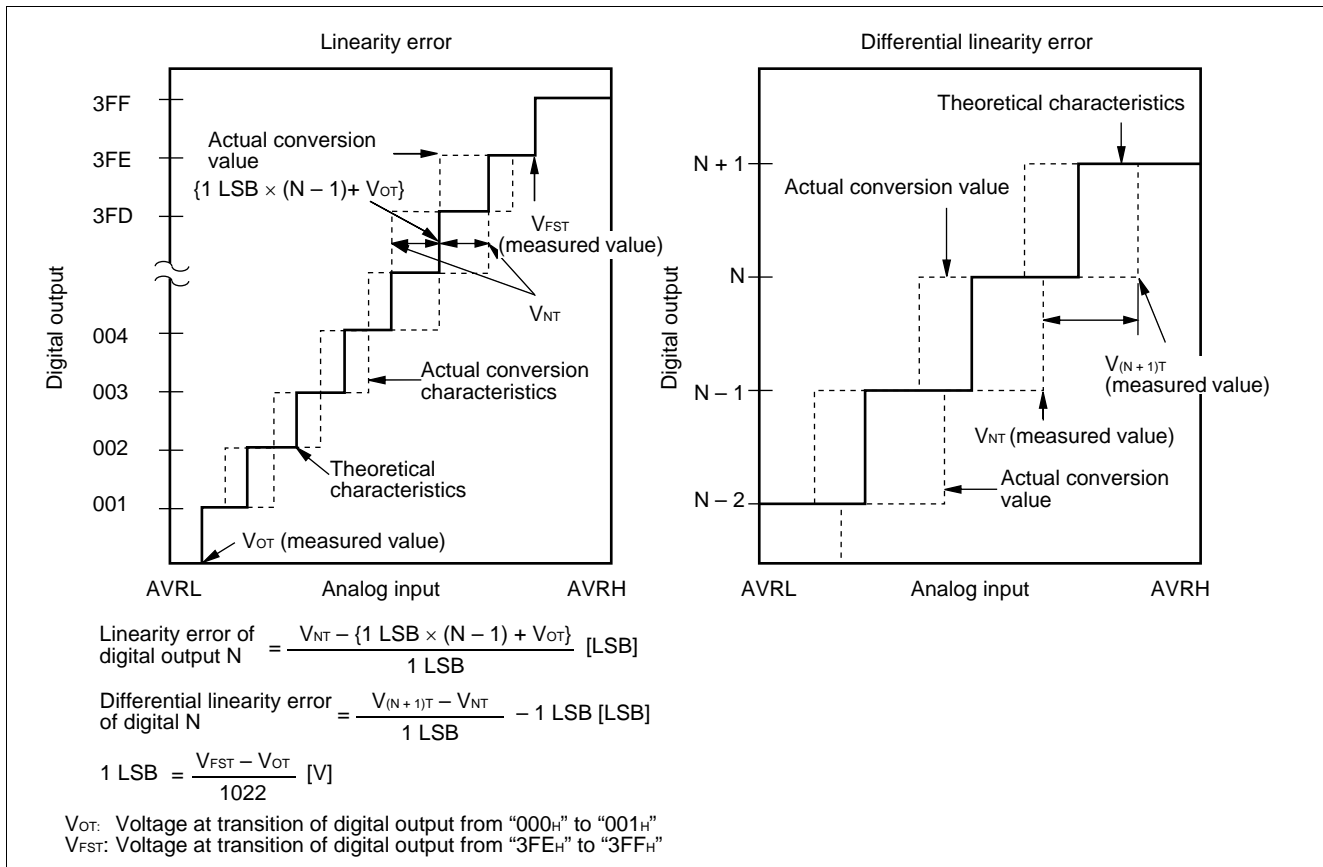 Linearity error
3FF
3FE
3FD
004
003
002
001
Digital output
Actual conversion
value
{1 LSB × (N – 1)+ VOT}
VFST
(measured value)
VNT
Actual conversion
characteristics
Theoretical
characteristics
VOT (measured value)
AVRL
Analog input
AVRH
Differential linearity error
N + 1
N
N – 1
N – 2
Digital output
Theoretical characteristics
Actual conversion value
V(N + 1)T
(measured value)
VNT (measured value)
Actual conversion
value
AVRL
Analog input
AVRH
Linearity error of
digital output N
= VNT – {1 LSB × (N – 1) + VOT}
1 LSB
[LSB]
Differential linearity error
of digital N
= V(N + 1)T – VNT
1 LSB
– 1 LSB [LSB]
1 LSB = VFST – VOT
1022
[V]
VOT: Voltage at transition of digital output from “000H” to “001H”
VFST: Voltage at transition of digital output from “3FEH” to “3FFH”